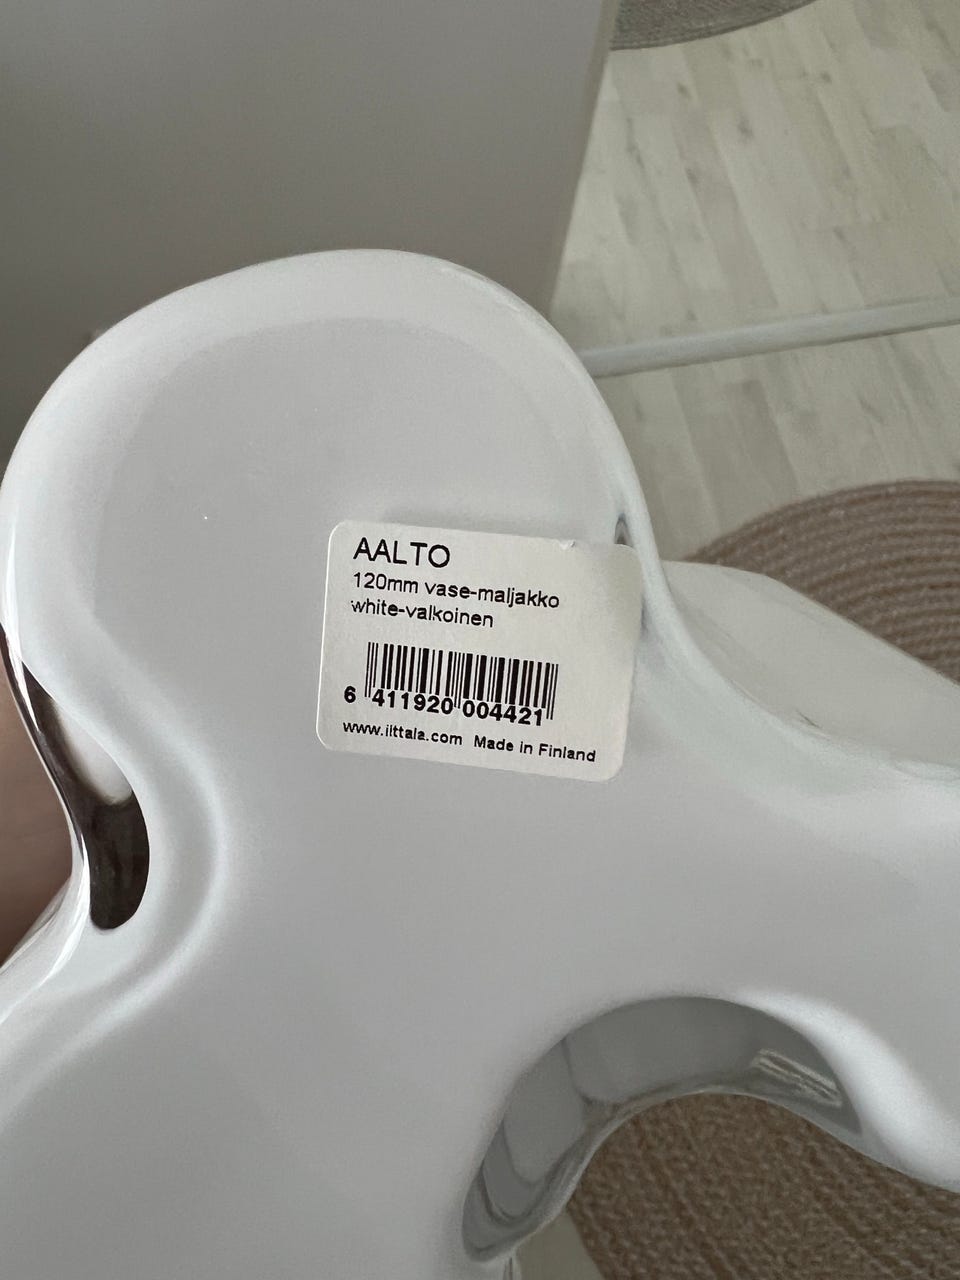 AALTO
120mm vase-maljakko
white-valkoinen
6 411920 004421
www.iittala.com Made in Finland